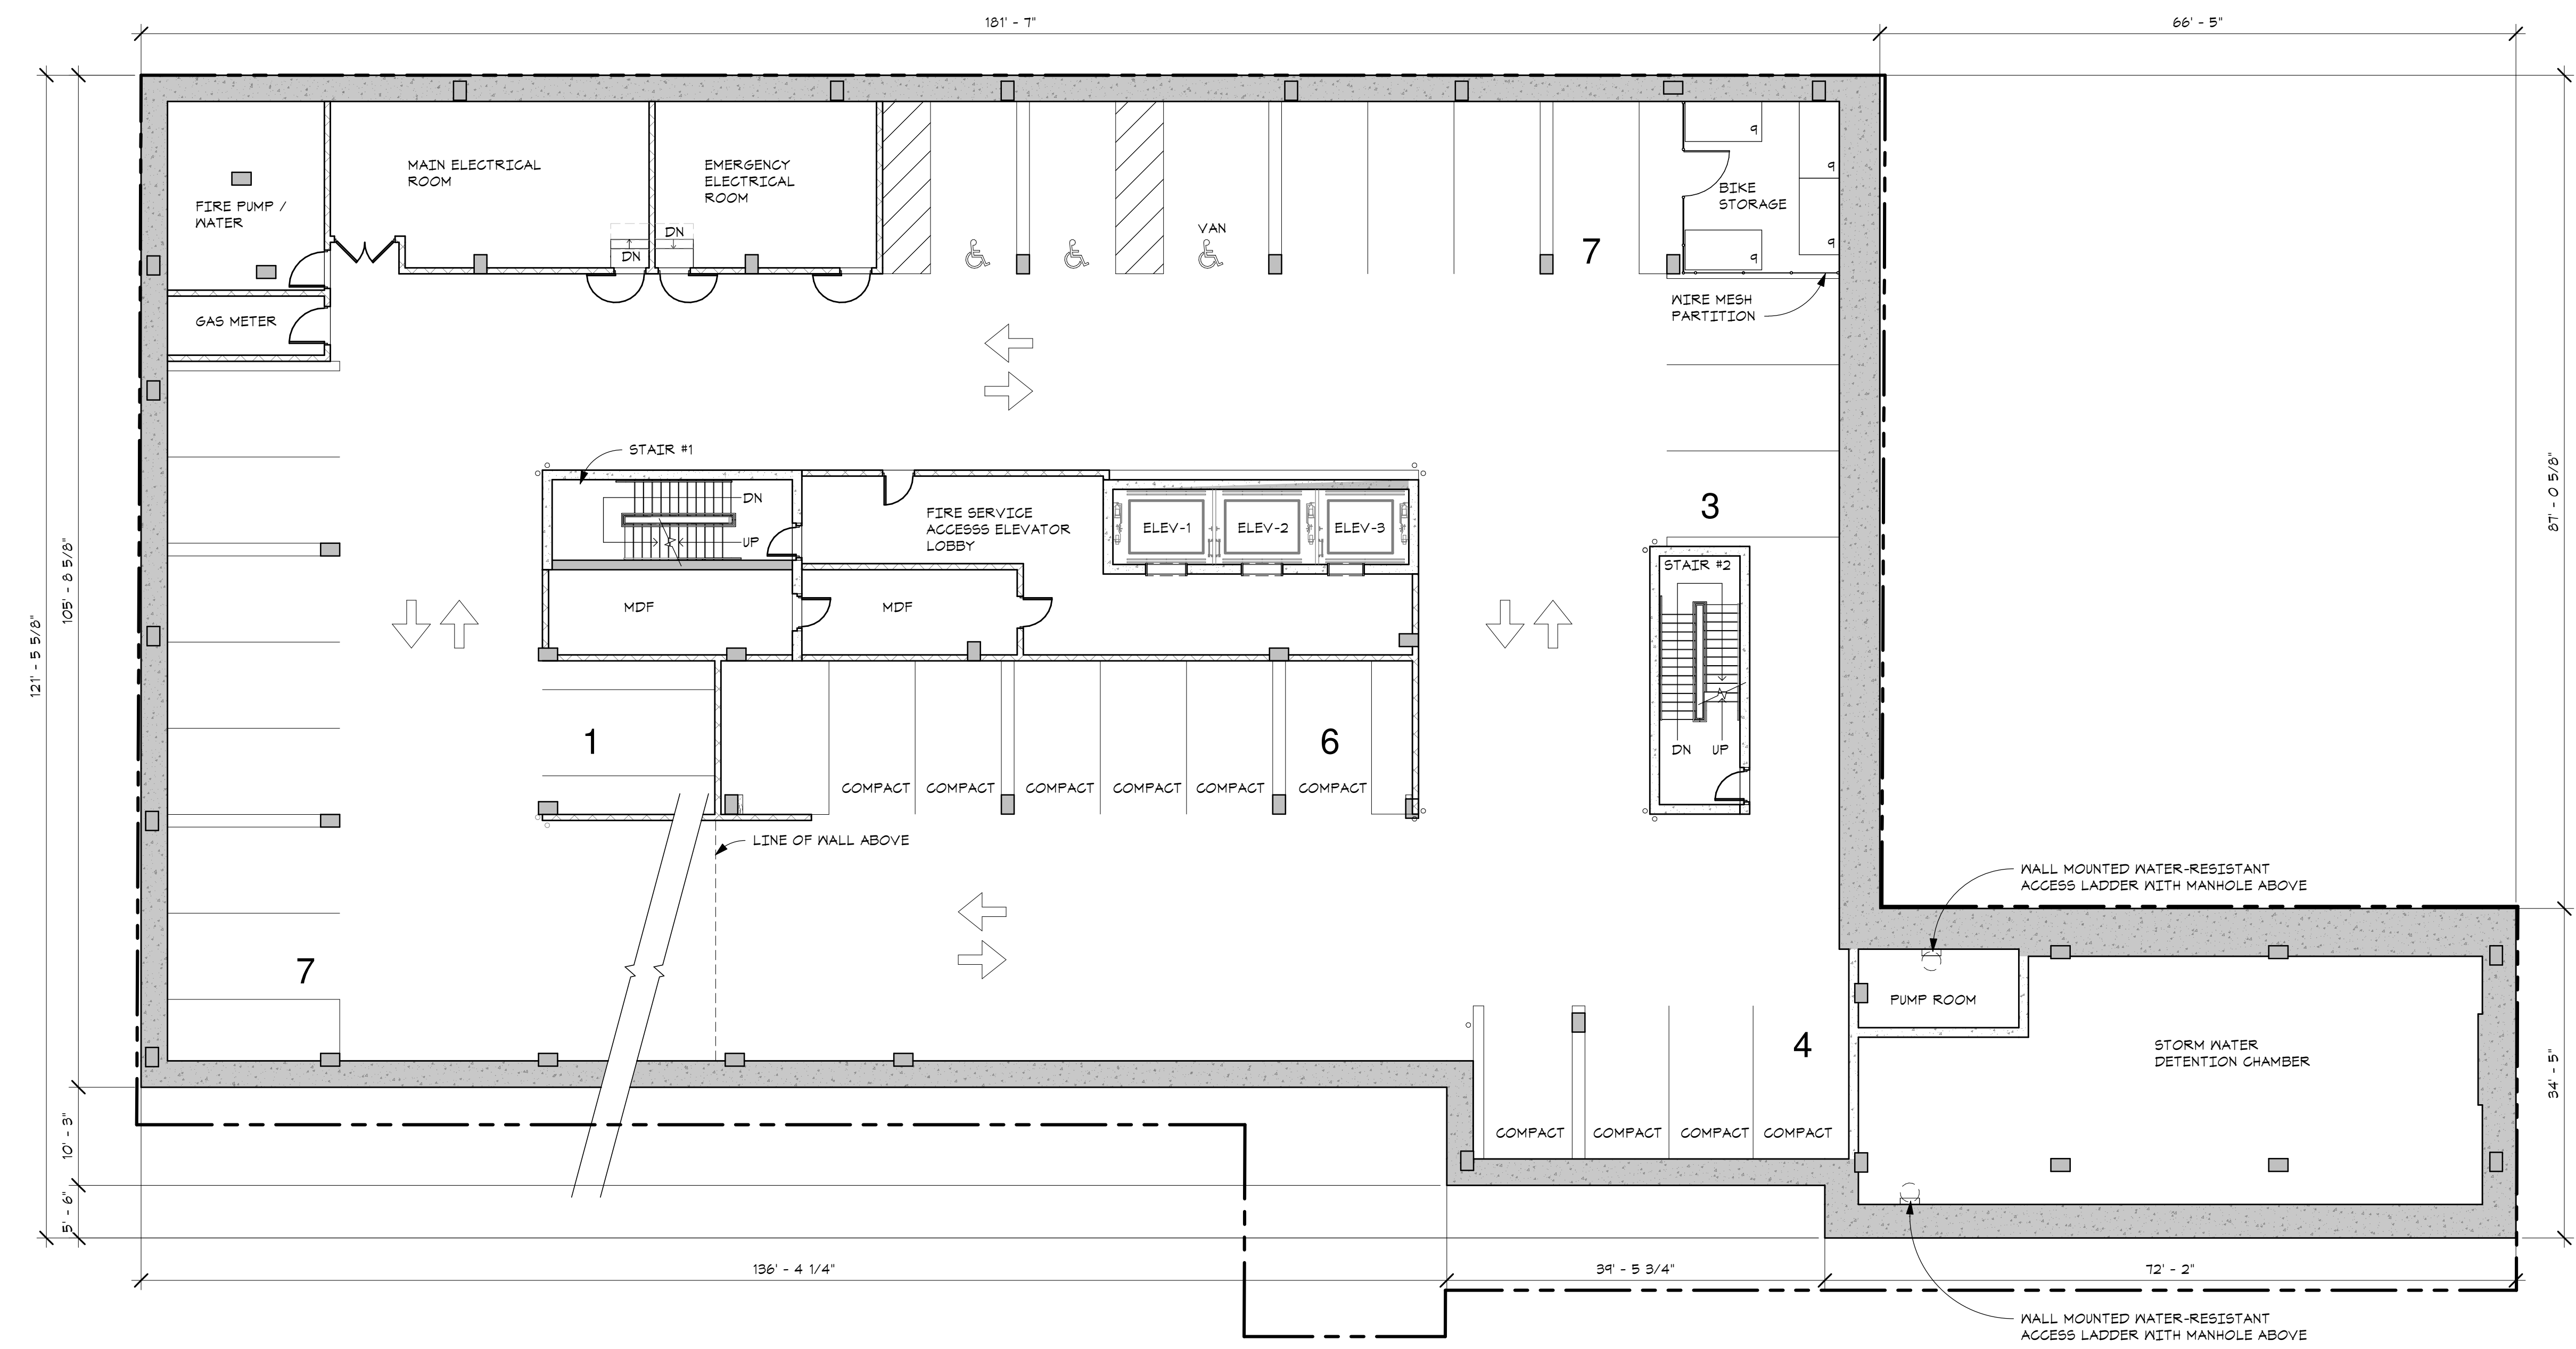 181' - 7"
66' - 5"
MAIN ELECTRICAL
ROOM
EMERGENCY
ELECTRICAL
ROOM
FIRE PUMP /
WATER
DN
DN
GAS METER
VAN
7
9
9
9
9
BIKE
STORAGE
WIRE MESH
PARTITION
STAIR #1
DN
UP
FIRE SERVICE
ACCESSS ELEVATOR
LOBBY
ELEV-1
ELEV-2
ELEV-3
3
STAIR #2
DN
UP
MDF
MDF
1
6
COMPACT
COMPACT
COMPACT
COMPACT
COMPACT
COMPACT
LINE OF WALL ABOVE
7
4
COMPACT
COMPACT
COMPACT
COMPACT
WALL MOUNTED WATER-RESISTANT
ACCESS LADDER WITH MANHOLE ABOVE
PUMP ROOM
STORM WATER
DETENTION CHAMBER
WALL MOUNTED WATER-RESISTANT
ACCESS LADDER WITH MANHOLE ABOVE
121' - 5 5/8"
105' - 8 5/8"
10' - 3"
5' - 6"
87' - 0 5/8"
34' - 5"
136' - 4 1/4"
39' - 5 3/4"
72' - 2"